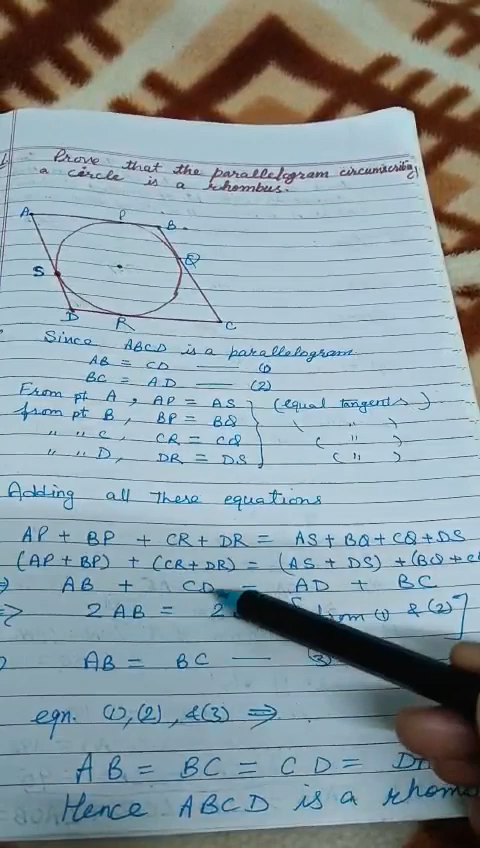 Prove that the parallelogram circumscribing
a circle is a rhombus.
A P B
Q
S
D R C
Since ABCD is a parallelogram
AB = CD —— (1)
BC = AD —— (2)
From pt A, AP = AS (equal tangents)
from pt B, BP = BQ ( " )
" " C, CR = CQ ( " )
" " D, DR = DS ( " )
Adding all these equations
AP + BP + CR + DR = AS + BQ + CQ + DS
(AP + BP) + (CR + DR) = (AS + DS) + (BQ + C
⇒ AB + CD = AD + BC
⇒ 2AB = 2 from (1) & (2)]
AB = BC — (3)
eqn. (1), (2), & (3) ⇒
AB = BC = CD =
Hence ABCD is a rhom